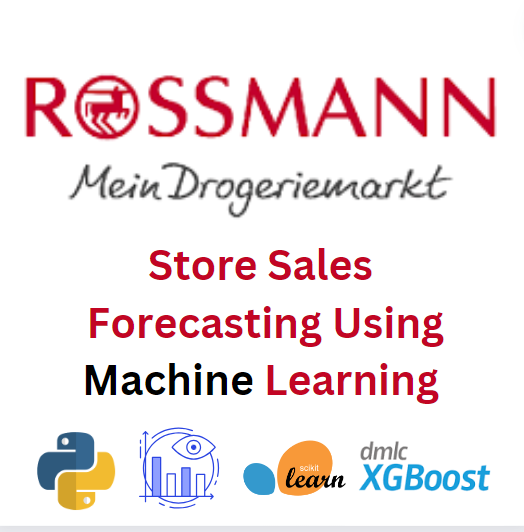 ROSSMANN
Mein Drogeriemarkt
Store Sales
Forecasting Using
Machine Learning
scikit
learn
dmlc
XGBoost